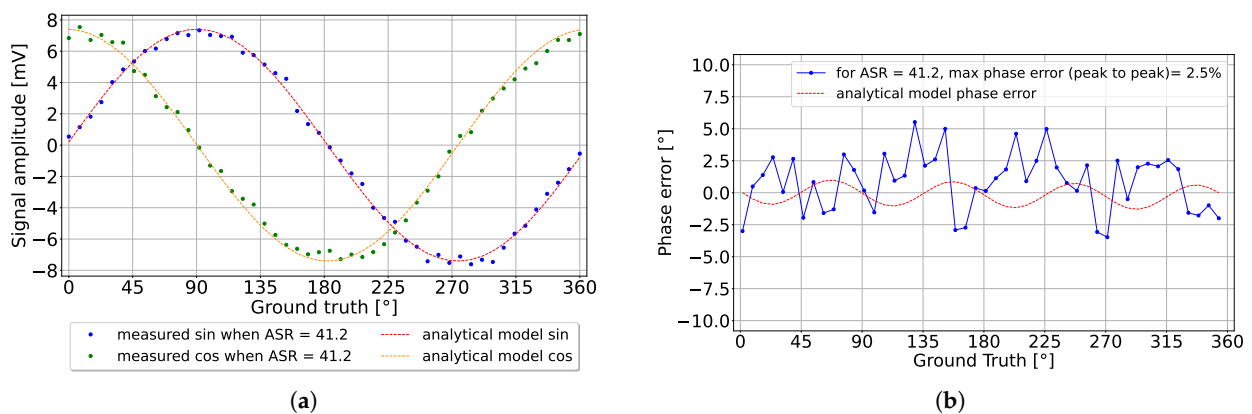 8
6
4
2
0
−2
−4
−6
−8
Signal amplitude [mV]
0 45 90 135 180 225 270 315 360
Ground truth [°]
measured sin when ASR = 41.2
measured cos when ASR = 41.2
analytical model sin
analytical model cos
(a)
10.0
7.5
5.0
2.5
0.0
−2.5
−5.0
−7.5
−10.0
Phase error [°]
for ASR = 41.2, max phase error (peak to peak)= 2.5%
analytical model phase error
0 45 90 135 180 225 270 315 360
Ground Truth [°]
(b)